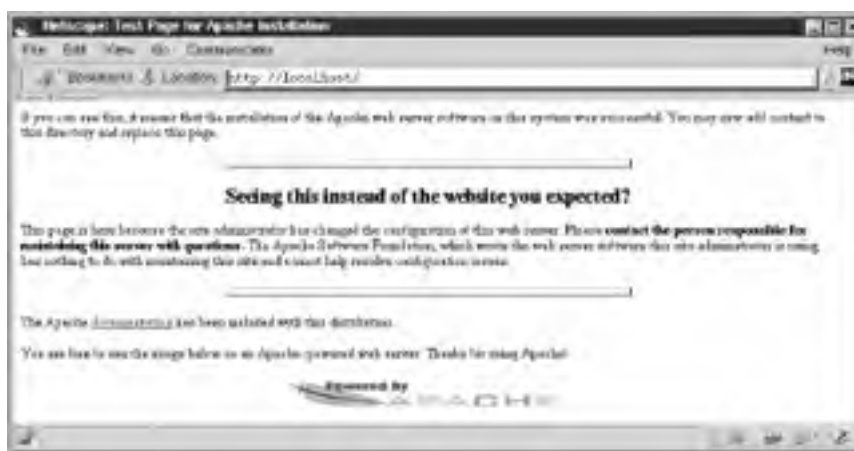 Netscape: Test Page for Apache Installation
File Edit View Go Communicator Help
Bookmarks Location: http://localhost/
If you can see this, it means that the installation of the Apache web server software on this system was successful. You may now add content to
this directory and replace this page.
Seeing this instead of the website you expected?
This page is here because the site administrator has changed the configuration of this web server. Please contact the person responsible for
maintaining this server with questions. The Apache Software Foundation, which wrote the web server software this site administrator is using,
has nothing to do with maintaining this site and cannot help resolve configuration issues.
The Apache documentation has been included with this distribution.
You are free to use the image below on an Apache-powered web server. Thanks for using Apache!
Powered by
APACHE